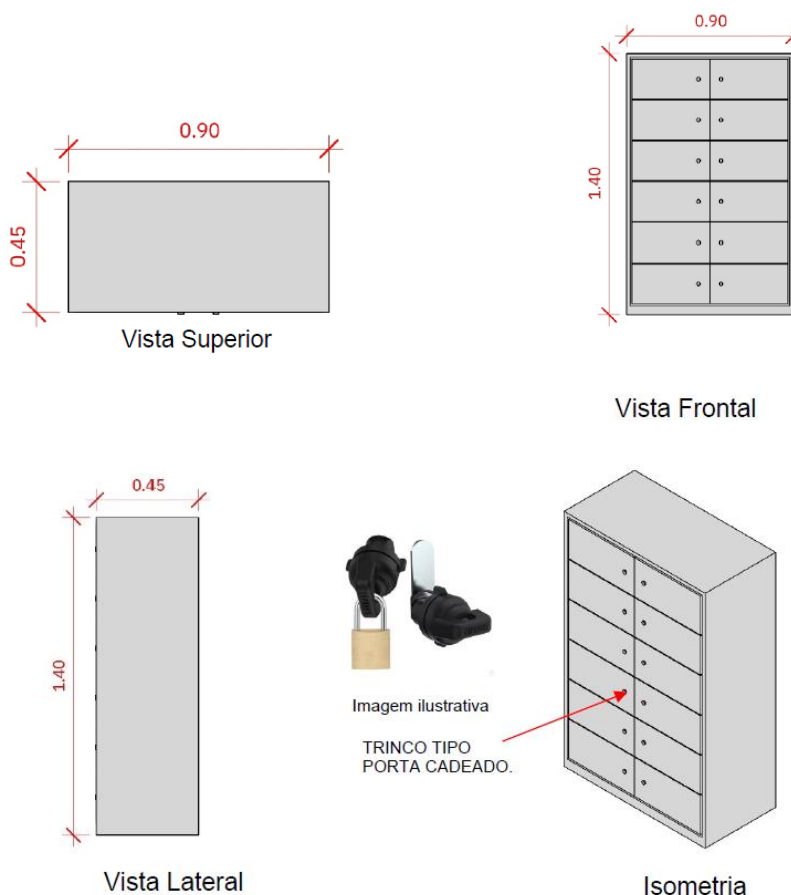 0.90
0.45
Vista Superior
0.90
1.40
Vista Frontal
0.45
1.40
Vista Lateral
Imagem ilustrativa
TRINCO TIPO
PORTA CADEADO.
Isometria